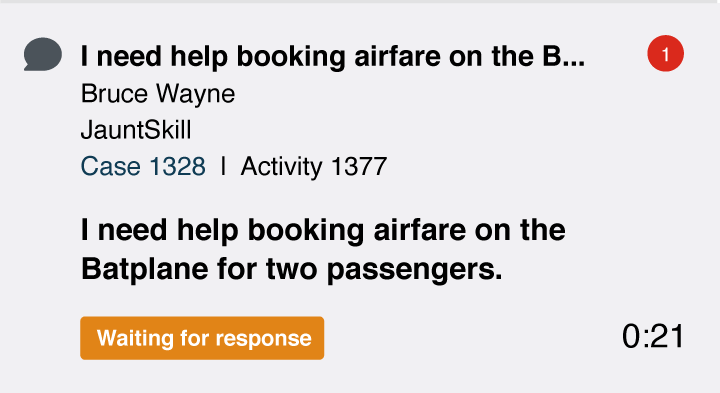 I need help booking airfare on the B... 1
Bruce Wayne
JauntSkill
Case 1328 | Activity 1377
I need help booking airfare on the
Batplane for two passengers.
Waiting for response 0:21